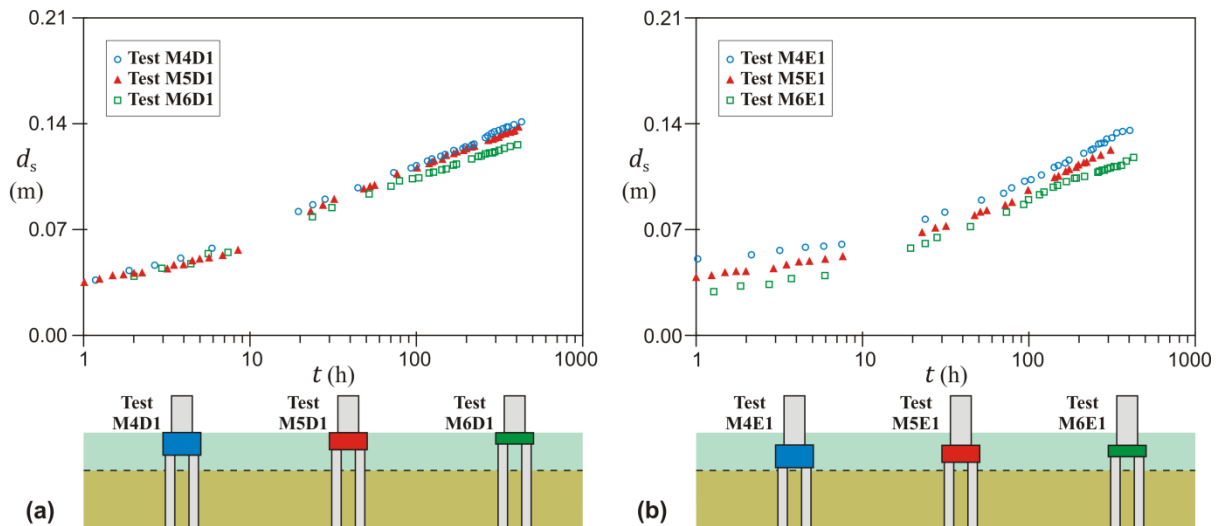 0.21
0.14
0.07
0.00
d_s
(m)
Test M4D1
Test M5D1
Test M6D1
1
10
100
1000
t (h)
Test
M4D1
Test
M5D1
Test
M6D1
(a)
0.21
0.14
0.07
0.00
d_s
(m)
Test M4E1
Test M5E1
Test M6E1
1
10
100
1000
t (h)
Test
M4E1
Test
M5E1
Test
M6E1
(b)